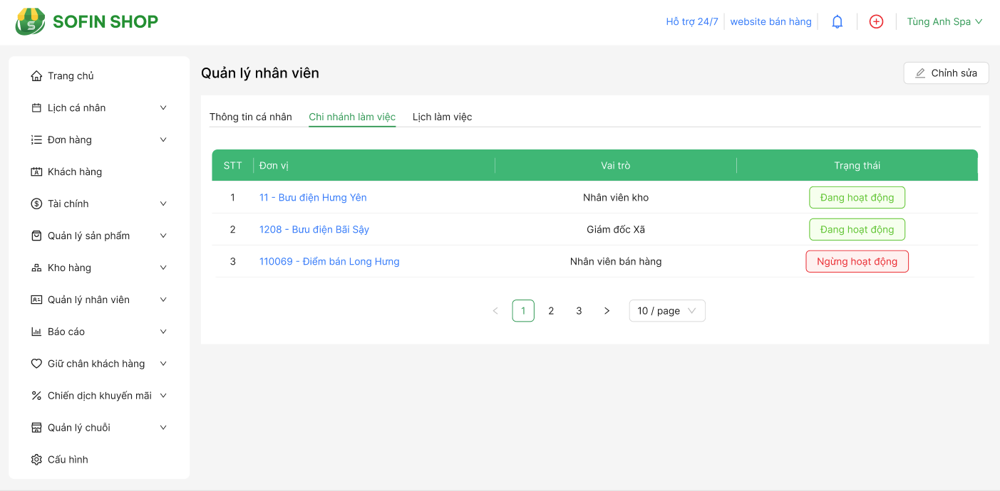 SOFIN SHOP
Hỗ trợ 24/7 website bán hàng Tùng Anh Spa
Trang chủ
Lịch cá nhân
Đơn hàng
Khách hàng
Tài chính
Quản lý sản phẩm
Kho hàng
Quản lý nhân viên
Báo cáo
Giữ chân khách hàng
Chiến dịch khuyến mãi
Quản lý chuỗi
Cấu hình
Quản lý nhân viên
Chỉnh sửa
Thông tin cá nhân Chi nhánh làm việc Lịch làm việc
STT Đơn vị Vai trò Trạng thái
1 11 - Bưu điện Hưng Yên Nhân viên kho Đang hoạt động
2 1208 - Bưu điện Bãi Sậy Giám đốc Xã Đang hoạt động
3 110069 - Điểm bán Long Hưng Nhân viên bán hàng Ngừng hoạt động
< 1 2 3 > 10 / page